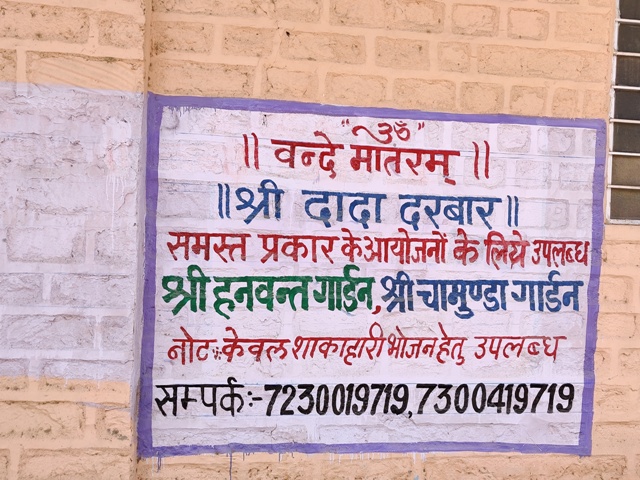 "ॐ"
॥ वन्दे मातरम् ॥
॥ श्री दादा दरबार ॥
समस्त प्रकार के आयोजनों के लिये उपलब्ध
श्री हनवन्त गार्डन, श्री चामुण्डा गार्डन
नोट :- केवल शाकाहारी भोजन हेतु उपलब्ध
सम्पर्क :- 7230019719, 7300419719